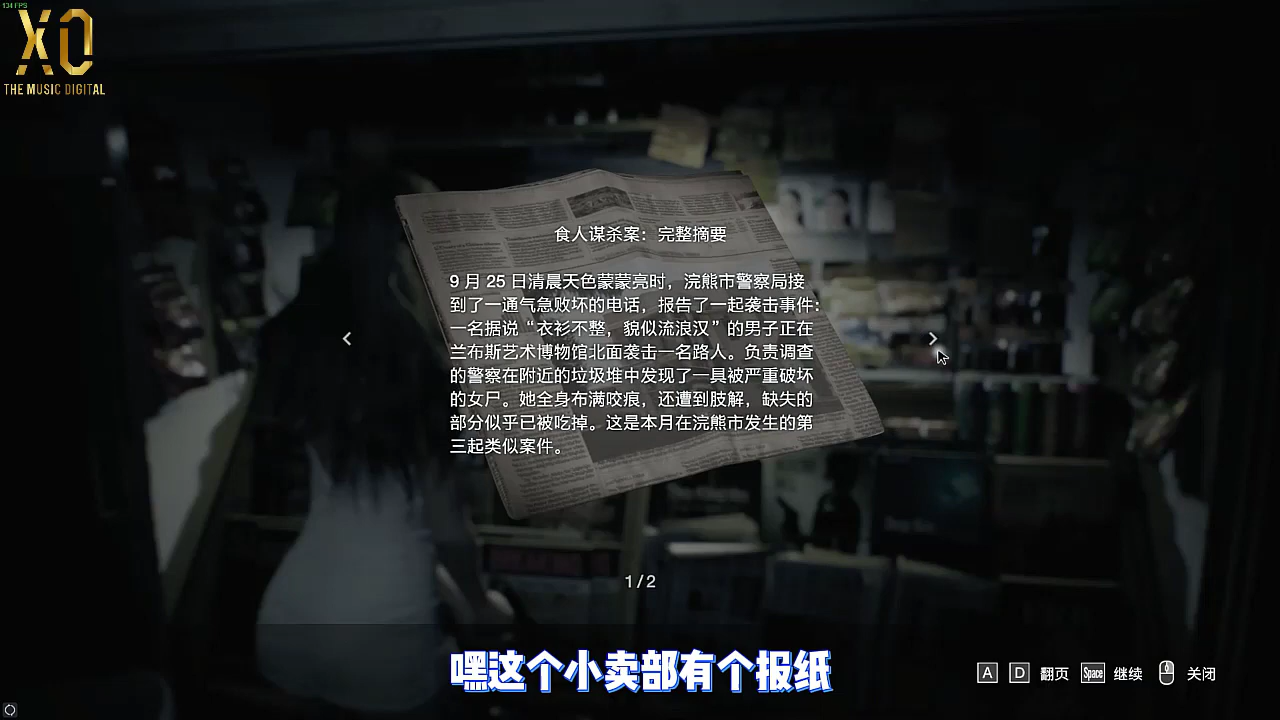 134 FPS
XO
THE MUSIC DIGITAL
食人谋杀案：完整摘要
9 月 25 日清晨天色蒙蒙亮时，浣熊市警察局接
到了一通气急败坏的电话，报告了一起袭击事件：
一名据说“衣衫不整，貌似流浪汉”的男子正在
兰布斯艺术博物馆北面袭击一名路人。负责调查
的警察在附近的垃圾堆中发现了一具被严重破坏
的女尸。她全身布满咬痕，还遭到肢解，缺失的
部分似乎已被吃掉。这是本月在浣熊市发生的第
三起类似案件。
1 / 2
嘿这个小卖部有个报纸
A D 翻页 Space 继续 关闭